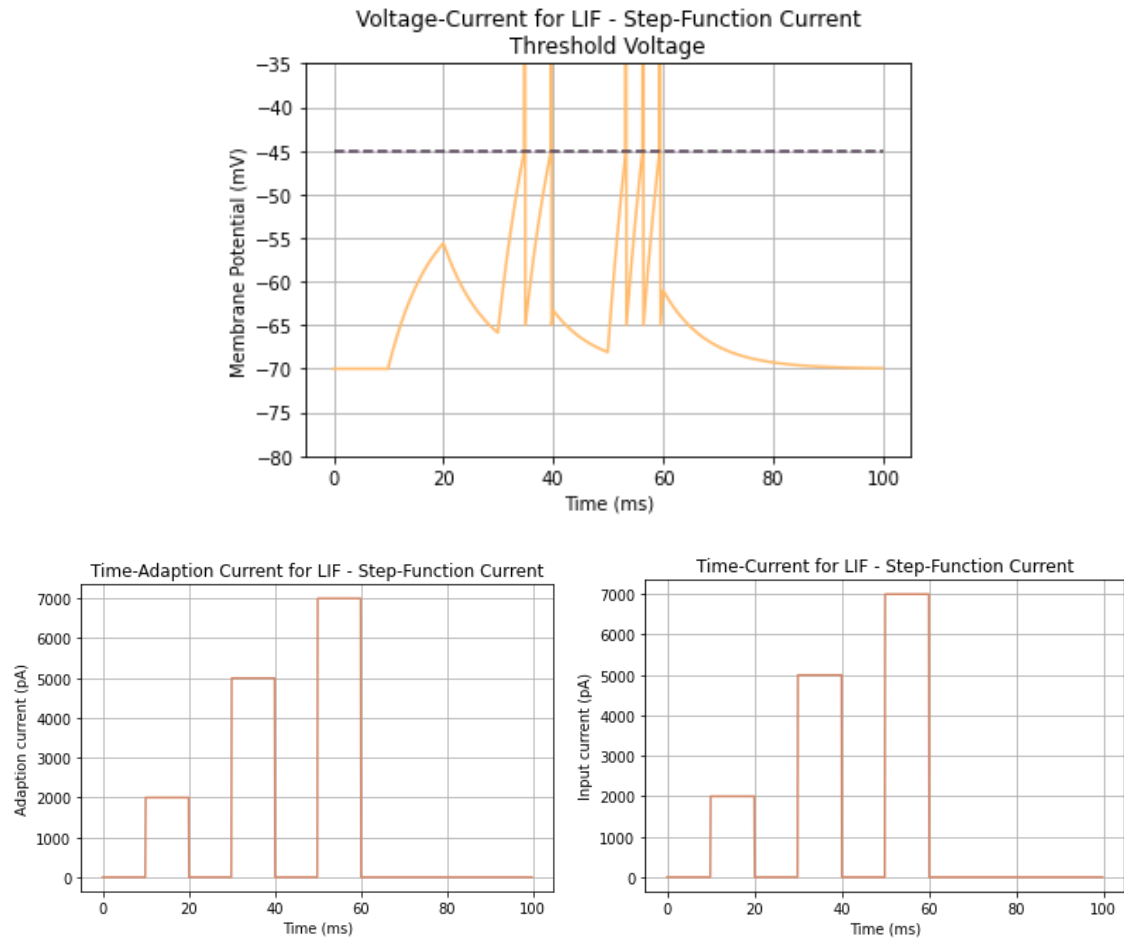 Voltage-Current for LIF - Step-Function Current
Threshold Voltage
−35
−40
−45
−50
−55
−60
−65
−70
−75
−80
Membrane Potential (mV)
0 20 40 60 80 100
Time (ms)
Time-Adaption Current for LIF - Step-Function Current
7000
6000
5000
4000
3000
2000
1000
0
Adaption current (pA)
0 20 40 60 80 100
Time (ms)
Time-Current for LIF - Step-Function Current
7000
6000
5000
4000
3000
2000
1000
0
Input current (pA)
0 20 40 60 80 100
Time (ms)